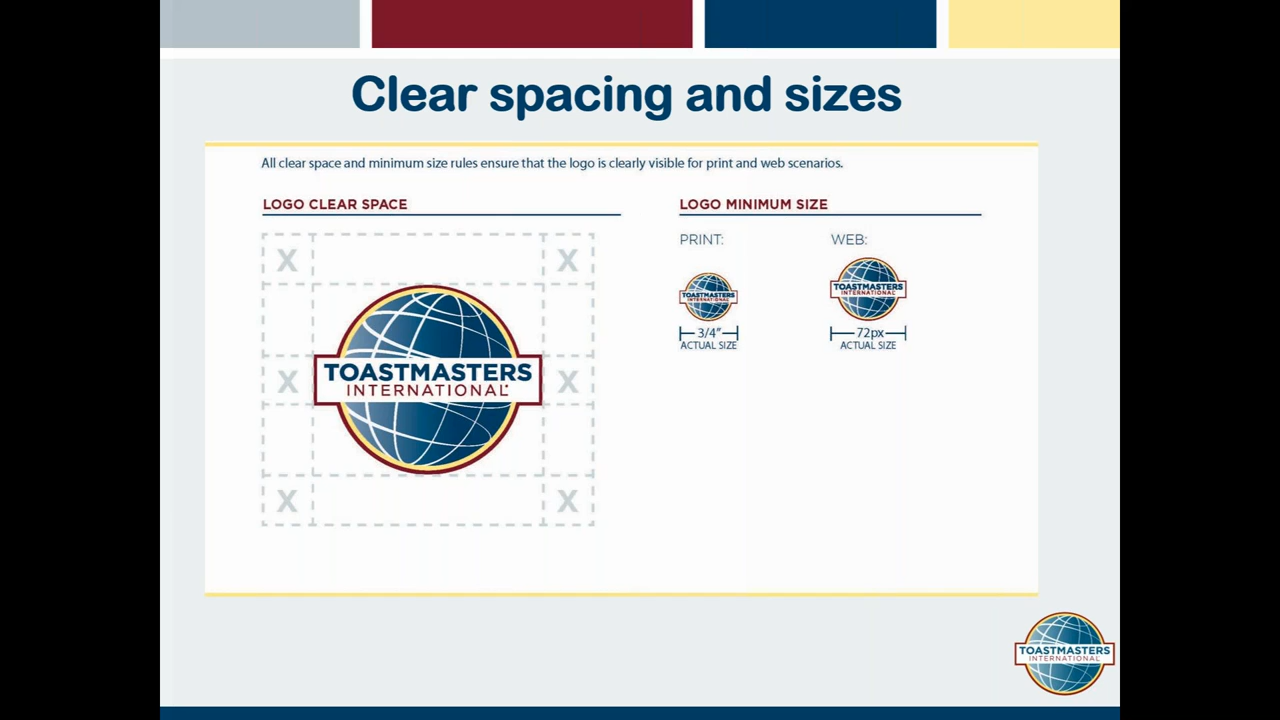 Clear spacing and sizes
All clear space and minimum size rules ensure that the logo is clearly visible for print and web scenarios.
LOGO CLEAR SPACE
X X
TOASTMASTERS
INTERNATIONAL
X X
X X
LOGO MINIMUM SIZE
PRINT: WEB:
TOASTMASTERS
INTERNATIONAL
TOASTMASTERS
INTERNATIONAL
3/4" 72px
ACTUAL SIZE ACTUAL SIZE
TOASTMASTERS
INTERNATIONAL